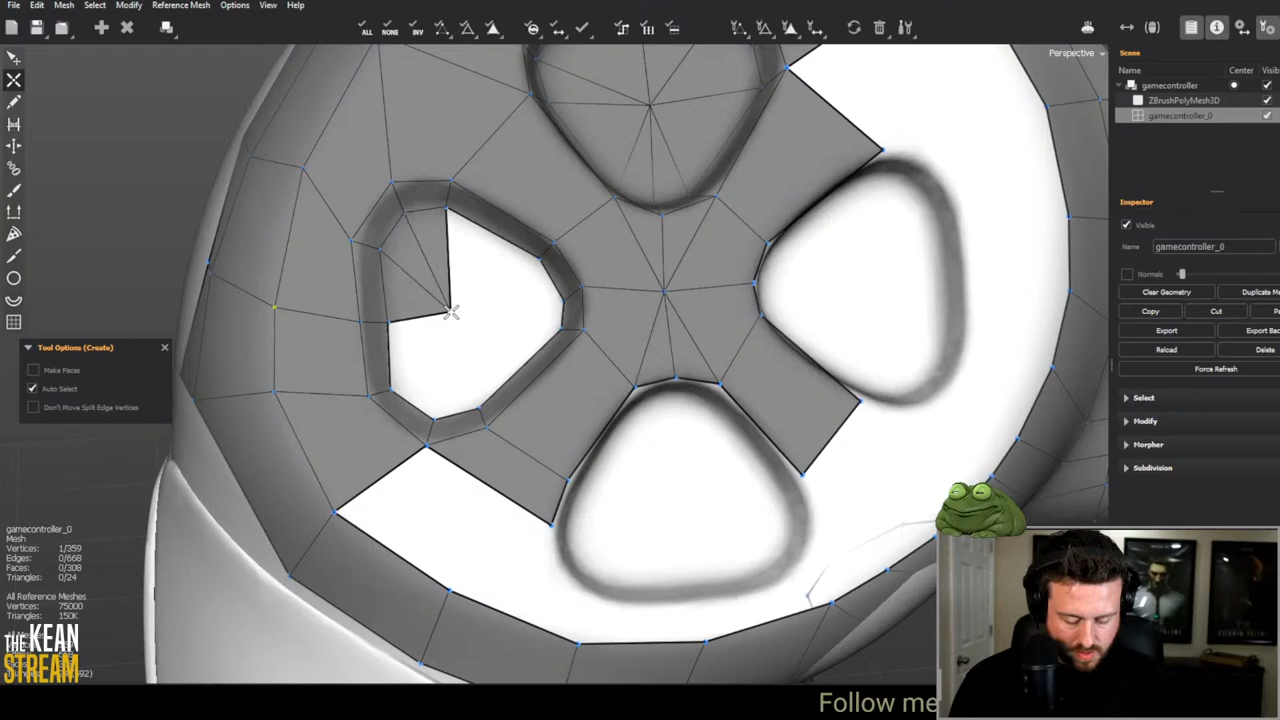 File Edit Mesh Select Modify Reference Mesh Options View Help
ALL NONE INV
Perspective
Scene
Name Center Visib
gamecontroller
ZBrushPolyMesh3D
gamecontroller_0
Inspector
Visible
Name gamecontroller_0
Normals
Clear Geometry Duplicate Me
Copy Cut Pa
Export Export Bac
Reload Delete
Force Refresh
Select
Modify
Morpher
Subdivision
Tool Options (Create)
Make Faces
Auto Select
Don't Move Split Edge Vertices
gamecontroller_0
Mesh
Vertices: 1/359
Edges: 0/668
Faces: 0/308
Triangles: 0/24
All Reference Meshes
Vertices: 75000
Triangles: 150K
THE KEAN
STREAM
Follow me